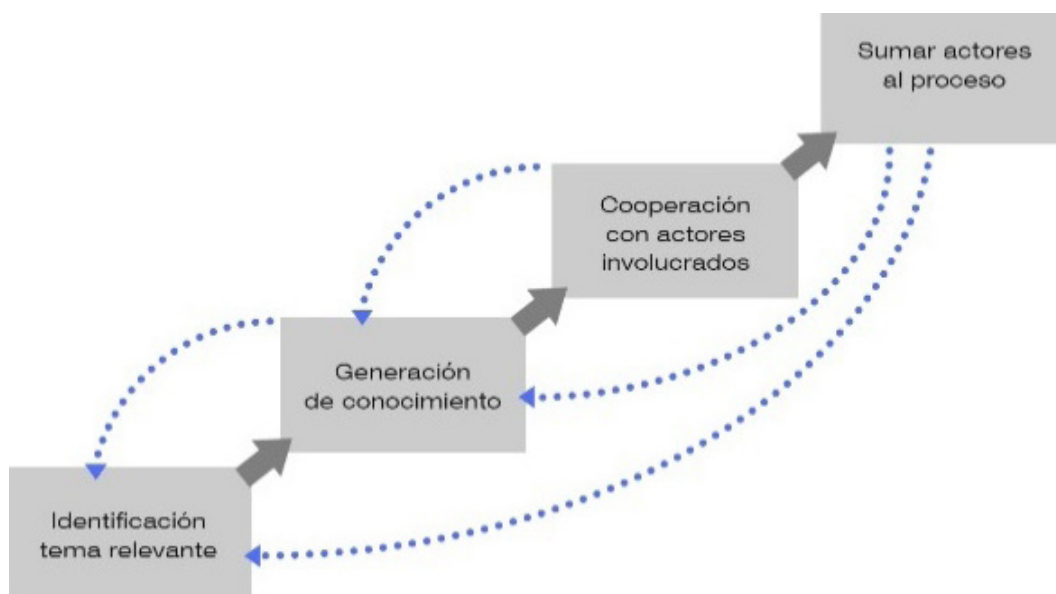 Sumar actores
al proceso
Cooperación
con actores
involucrados
Generación
de conocimiento
Identificación
tema relevante